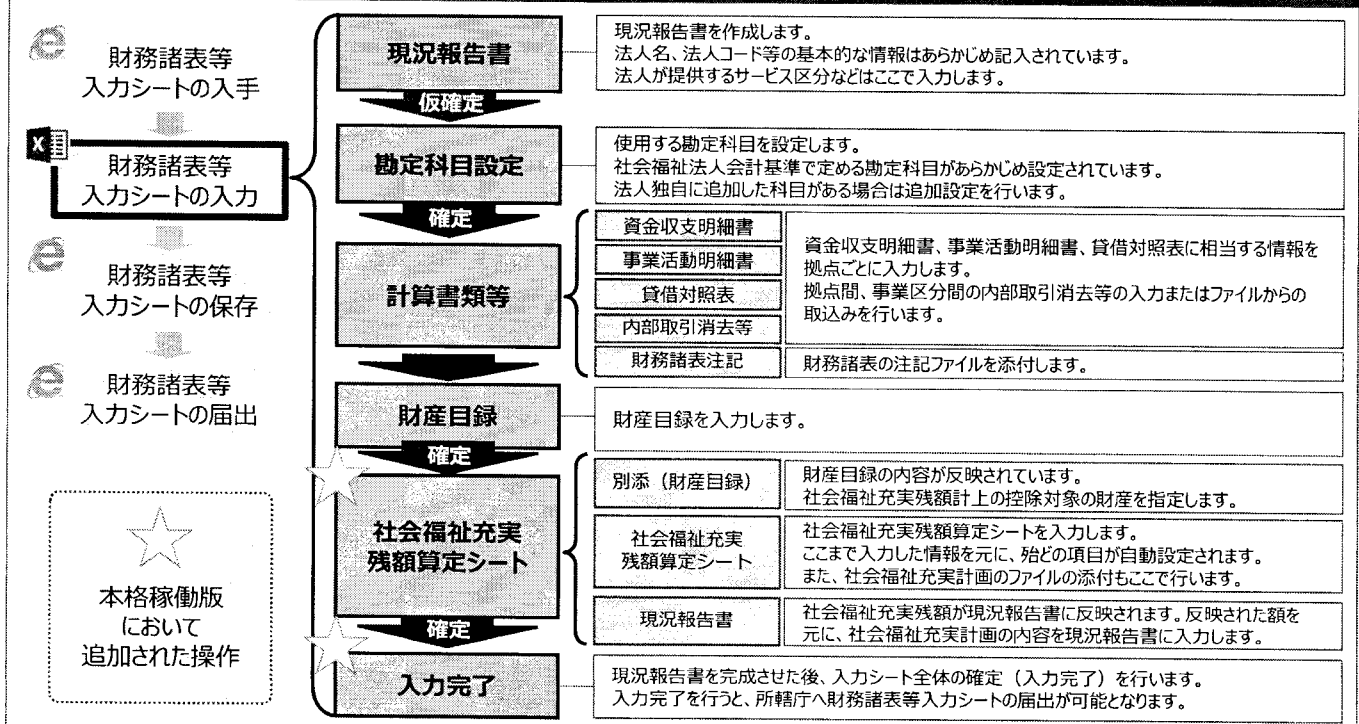 財務諸表等
入力シートの入手
財務諸表等
入力シートの入力
財務諸表等
入力シートの保存
財務諸表等
入力シートの届出
本格稼働版
において
追加された操作
現況報告書
現況報告書を作成します。
法人名、法人コード等の基本的な情報はあらかじめ記入されています。
法人が提供するサービス区分などはここで入力します。
仮確定
勘定科目設定
使用する勘定科目を設定します。
社会福祉法人会計基準で定める勘定科目があらかじめ設定されています。
法人独自に追加した科目がある場合は追加設定を行います。
確定
計算書類等
資金収支明細書
事業活動明細書
貸借対照表
内部取引消去等
資金収支明細書、事業活動明細書、貸借対照表に相当する情報を
拠点ごとに入力します。
拠点間、事業区分間の内部取引消去等の入力またはファイルからの
取込みを行います。
財務諸表注記
財務諸表の注記ファイルを添付します。
財産目録
財産目録を入力します。
確定
社会福祉充実
残額算定シート
別添（財産目録）
財産目録の内容が反映されています。
社会福祉充実残額計上の控除対象の財産を指定します。
社会福祉充実
残額算定シート
社会福祉充実残額算定シートを入力します。
ここまで入力した情報を元に、殆どの項目が自動設定されます。
また、社会福祉充実計画のファイルの添付もここで行います。
現況報告書
社会福祉充実残額が現況報告書に反映されます。反映された額を
元に、社会福祉充実計画の内容を現況報告書に入力します。
確定
入力完了
現況報告書を完成させた後、入力シート全体の確定（入力完了）を行います。
入力完了を行うと、所轄庁へ財務諸表等入力シートの届出が可能となります。